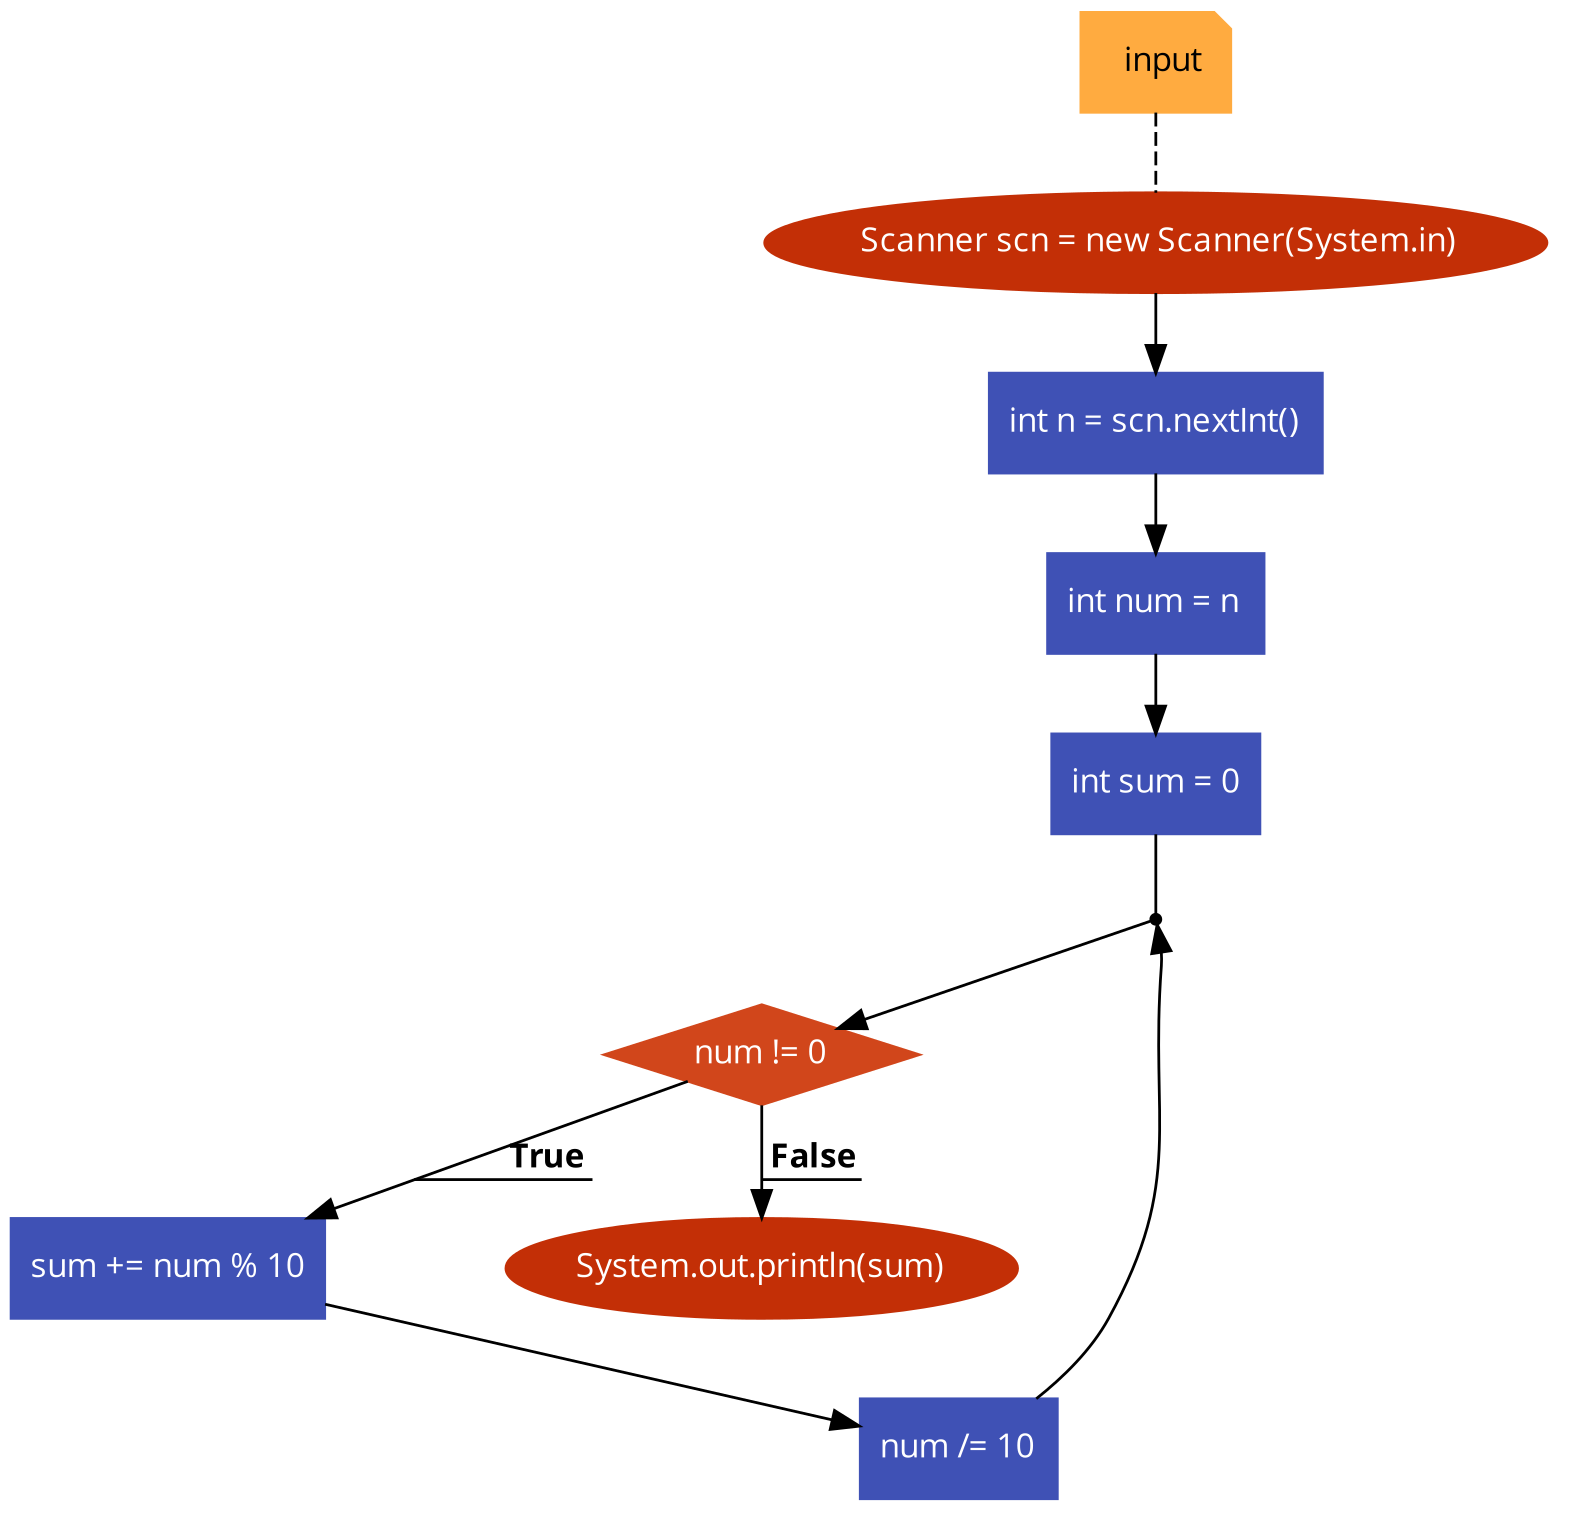 input
Scanner scn = new Scanner(System.in)
int n = scn.nextInt()
int num = n
int sum = 0
num != 0
True
False
sum += num % 10
System.out.println(sum)
num /= 10